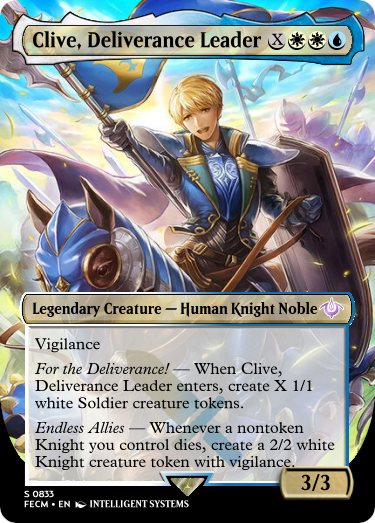 Clive, Deliverance Leader X
Legendary Creature — Human Knight Noble
Vigilance
For the Deliverance! — When Clive,
Deliverance Leader enters, create X 1/1
white Soldier creature tokens.
Endless Allies — Whenever a nontoken
Knight you control dies, create a 2/2 white
Knight creature token with vigilance.
3/3
S 0833
FECM • EN INTELLIGENT SYSTEMS